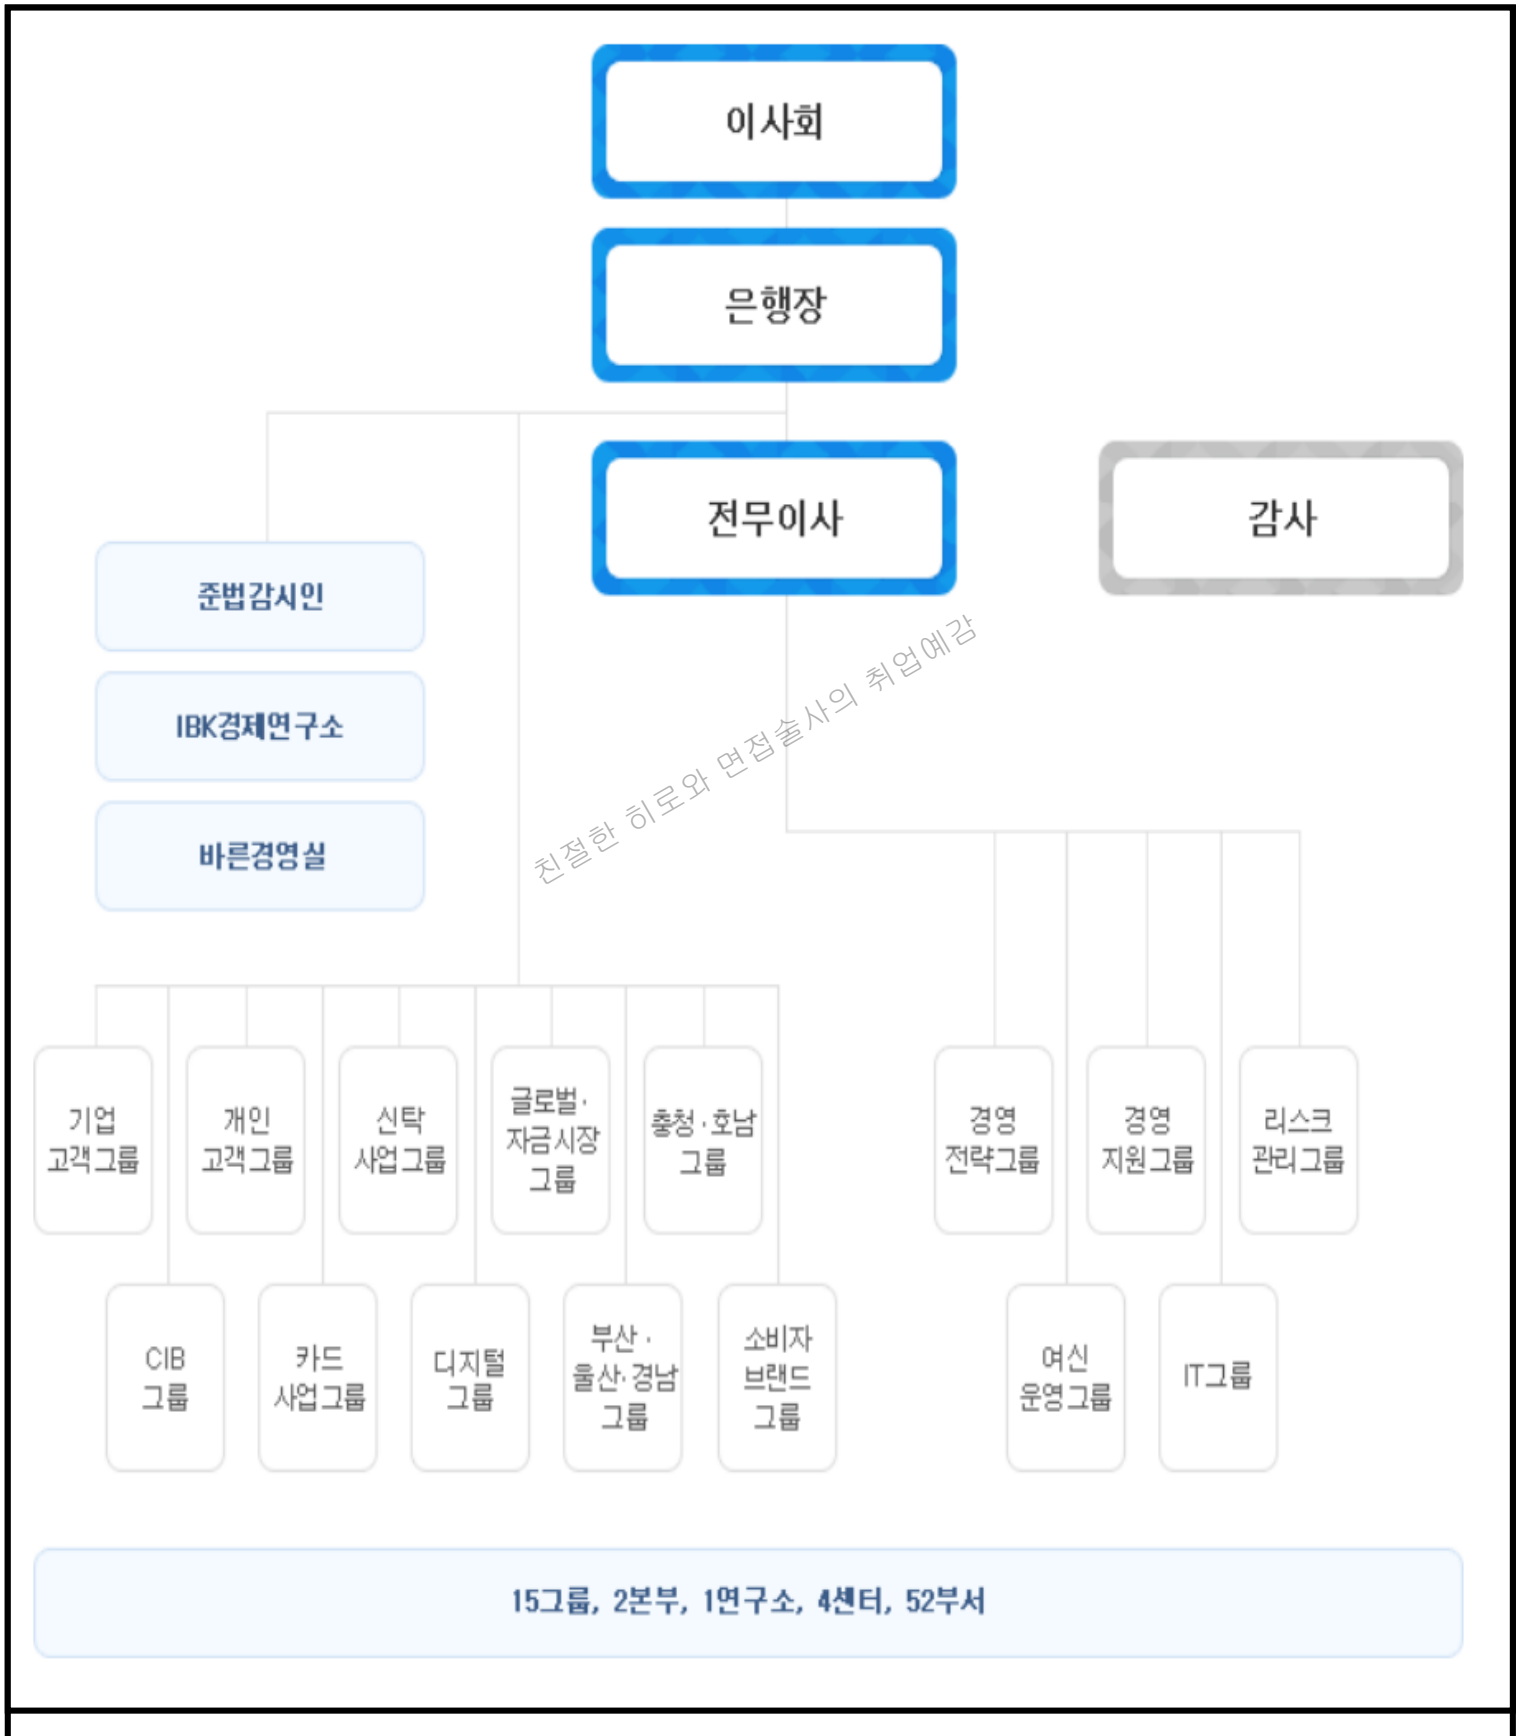 이사회
은행장
전무이사
감사
준법감시인
IBK경제연구소
바른경영실
친절한 히로와 면접술사의 취업예감
기업
고객그룹
개인
고객그룹
신탁
사업그룹
글로벌·
자금시장
그룹
충청·호남
그룹
경영
전략그룹
경영
지원그룹
리스크
관리그룹
CIB
그룹
카드
사업그룹
디지털
그룹
부산·
울산·경남
그룹
소비자
브랜드
그룹
여신
운영그룹
IT그룹
15그룹, 2본부, 1연구소, 4센터, 52부서